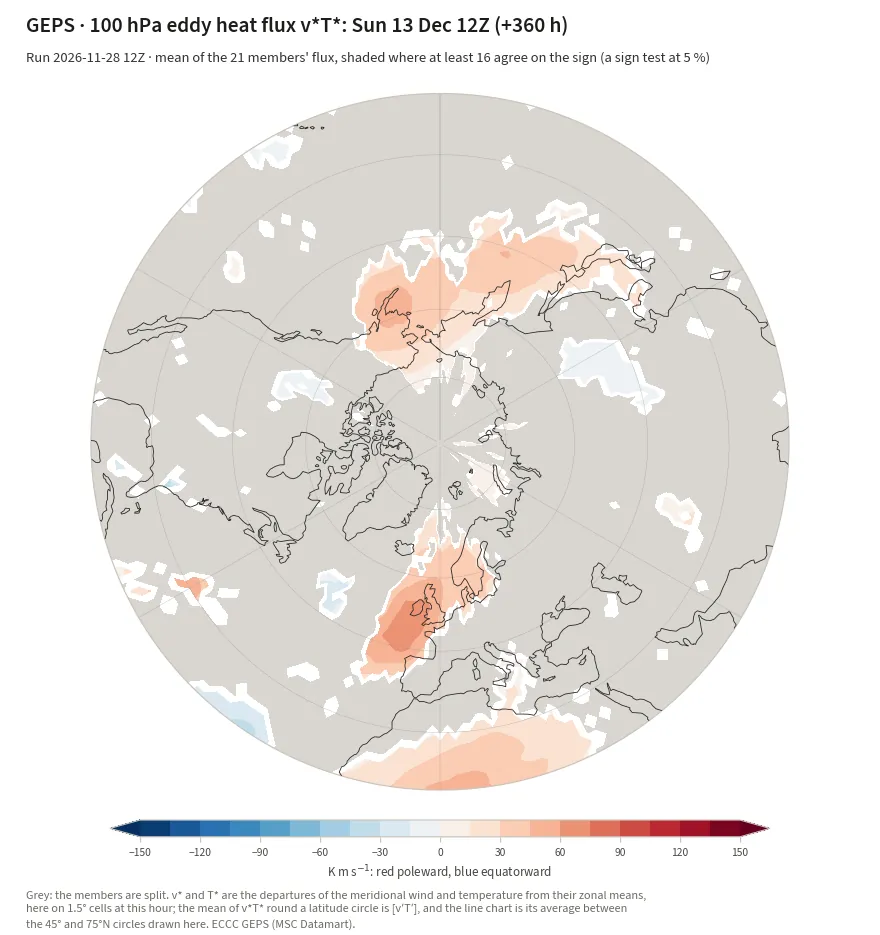 GEPS · 100 hPa eddy heat flux v*T*: Sun 13 Dec 12Z (+360 h)
Run 2026-11-28 12Z · mean of the 21 members' flux, shaded where at least 16 agree on the sign (a sign test at 5 %)
−150 −120 −90 −60 −30 0 30 60 90 120 150
K m s⁻¹: red poleward, blue equatorward
Grey: the members are split. v* and T* are the departures of the meridional wind and temperature from their zonal means,
here on 1.5° cells at this hour; the mean of v*T* round a latitude circle is [v'T'], and the line chart is its average between
the 45° and 75°N circles drawn here. ECCC GEPS (MSC Datamart).